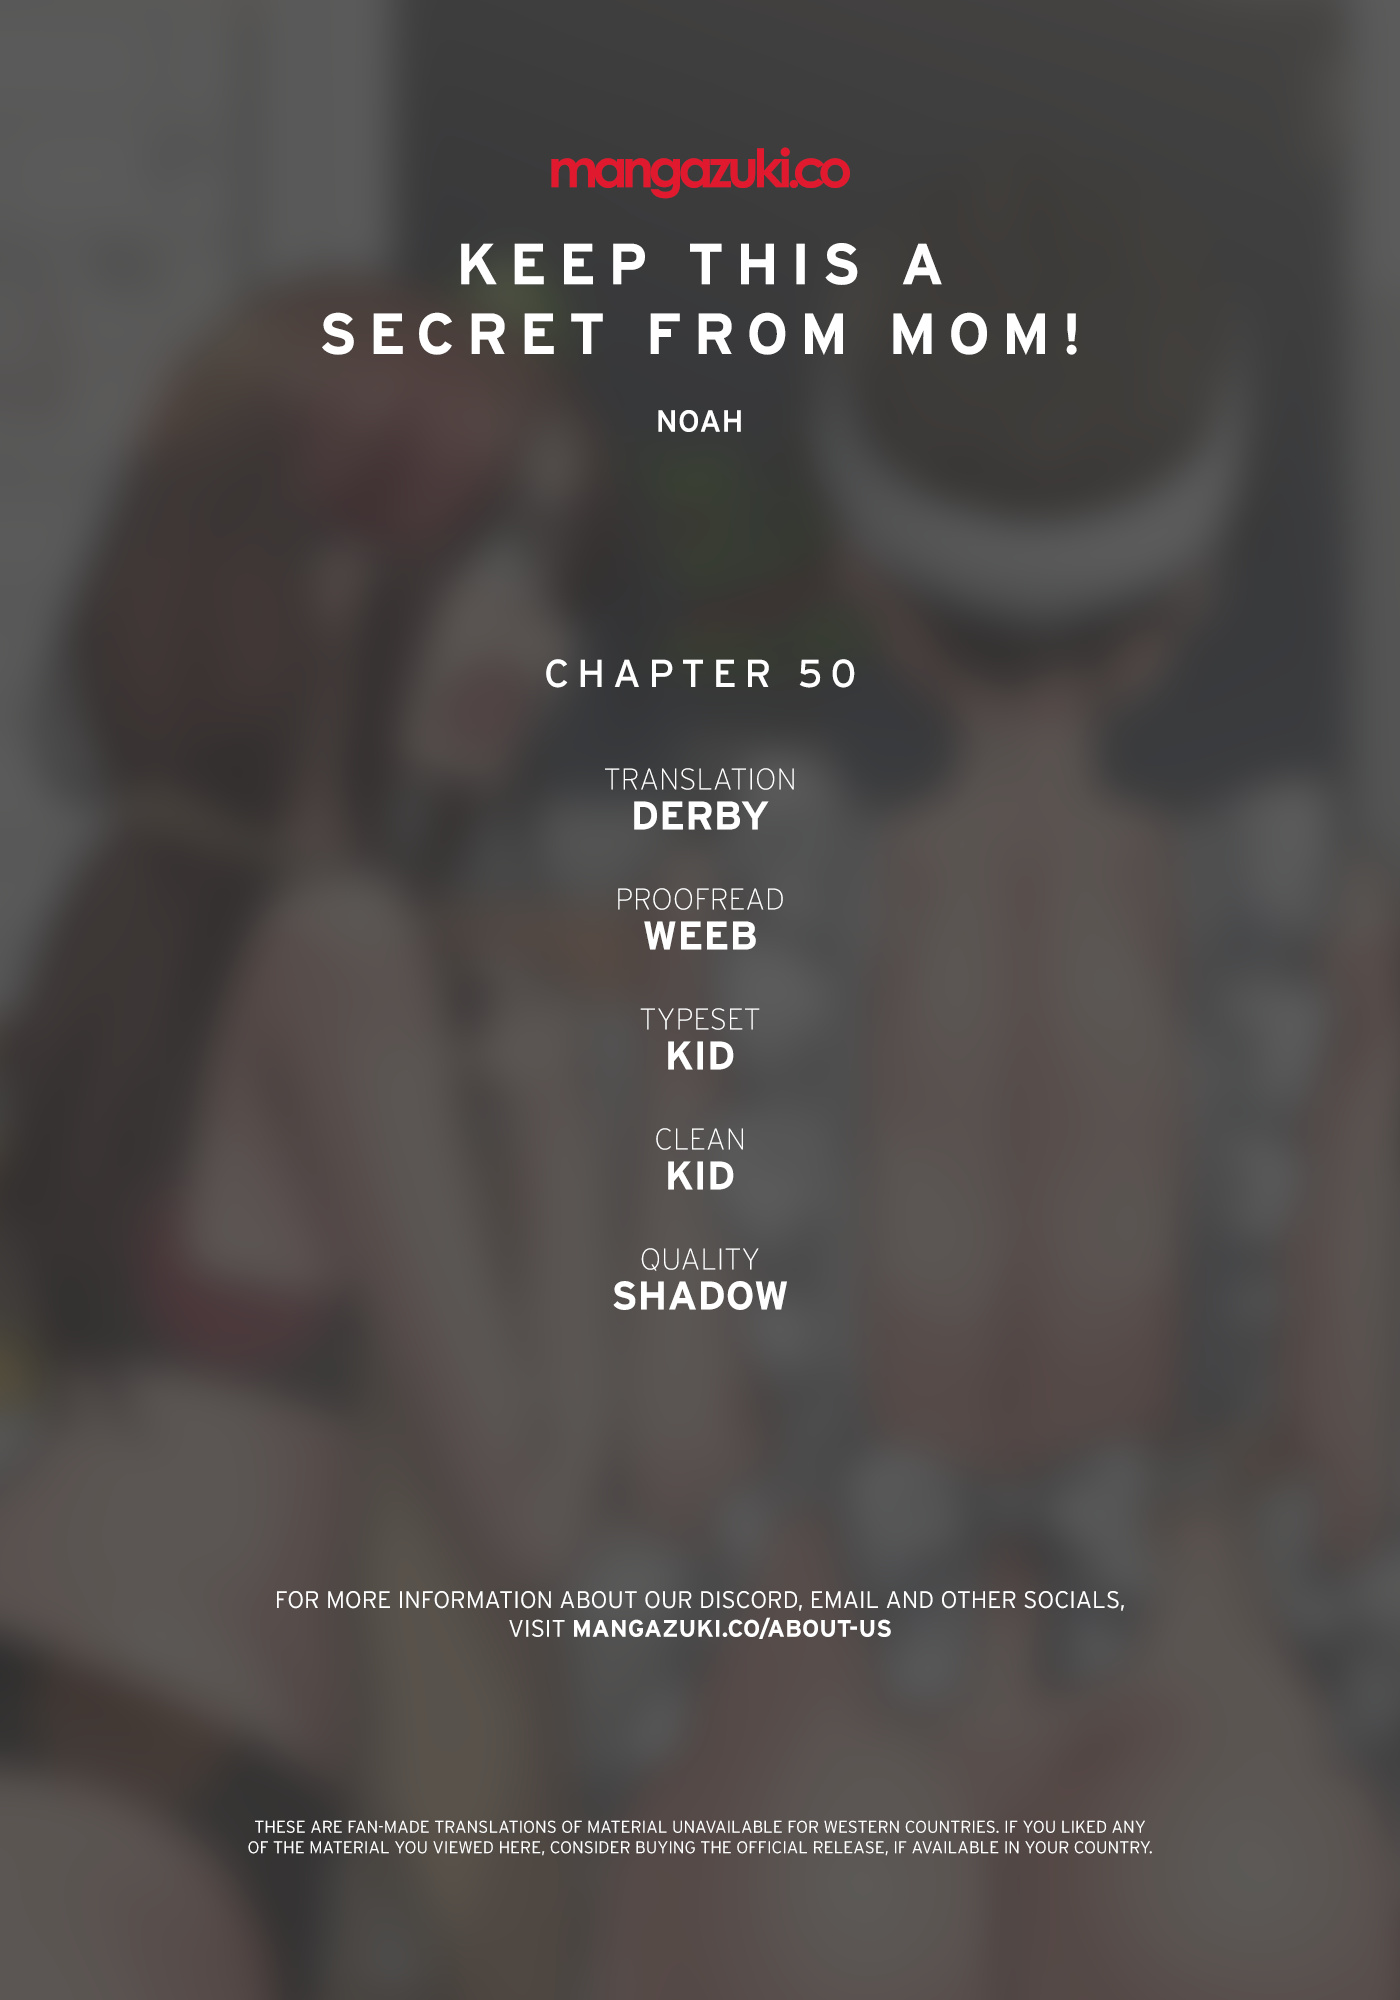 mangazuki.co
KEEP THIS A
SECRET FROM MOM!
NOAH
CHAPTER 50
TRANSLATION
DERBY
PROOFREAD
WEEB
TYPESET
KID
CLEAN
KID
QUALITY
SHADOW
FOR MORE INFORMATION ABOUT OUR DISCORD, EMAIL AND OTHER SOCIALS,
VISIT MANGAZUKI.CO/ABOUT-US
THESE ARE FAN-MADE TRANSLATIONS OF MATERIAL UNAVAILABLE FOR WESTERN COUNTRIES. IF YOU LIKED ANY
OF THE MATERIAL YOU VIEWED HERE, CONSIDER BUYING THE OFFICIAL RELEASE, IF AVAILABLE IN YOUR COUNTRY.